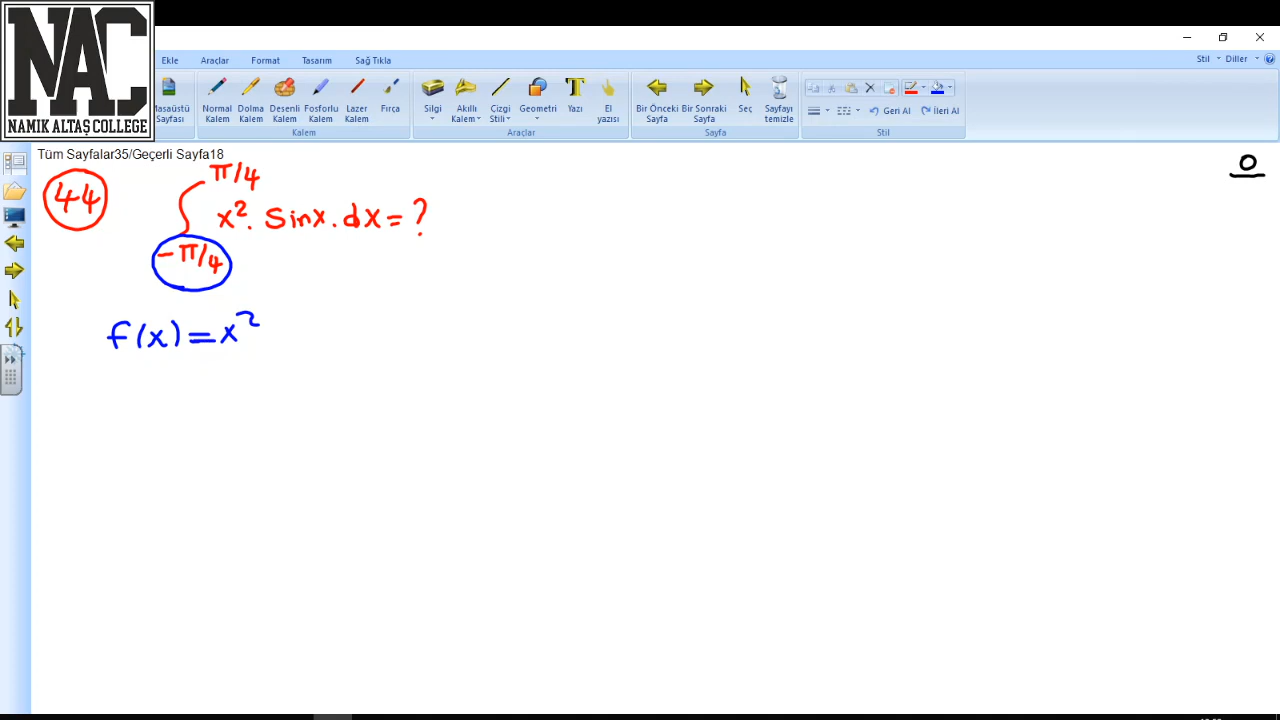 NAC
NAMIK ALTAŞ COLLEGE
Ekle Araçlar Format Tasarım Sağ Tıkla
Stil Diller
Masaüstü Sayfası
Normal Kalem
Dolma Kalem
Desenli Kalem
Fosforlu Kalem
Lazer Kalem
Fırça
Silgi
Akıllı Kalem
Çizgi Stili
Geometri
Yazı
El yazısı
Bir Önceki Sayfa
Bir Sonraki Sayfa
Seç
Sayfayı temizle
Geri Al
İleri Al
Kalem
Araçlar
Sayfa
Stil
Tüm Sayfalar35/Geçerli Sayfa18
0
44
π/4
∫ x². Sinx. dx = ?
-π/4
f(x) = x²